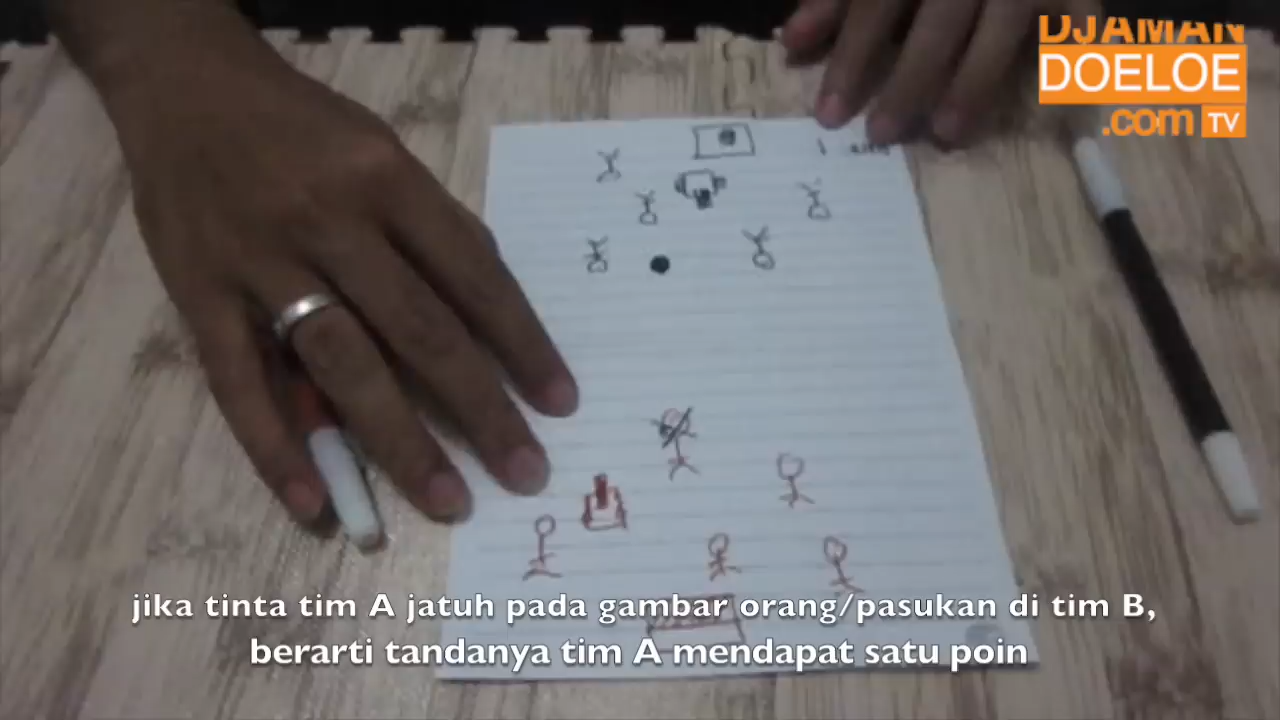 DJAMAN
DOELOE
.com TV
jika tinta tim A jatuh pada gambar orang/pasukan di tim B,
berarti tandanya tim A mendapat satu poin